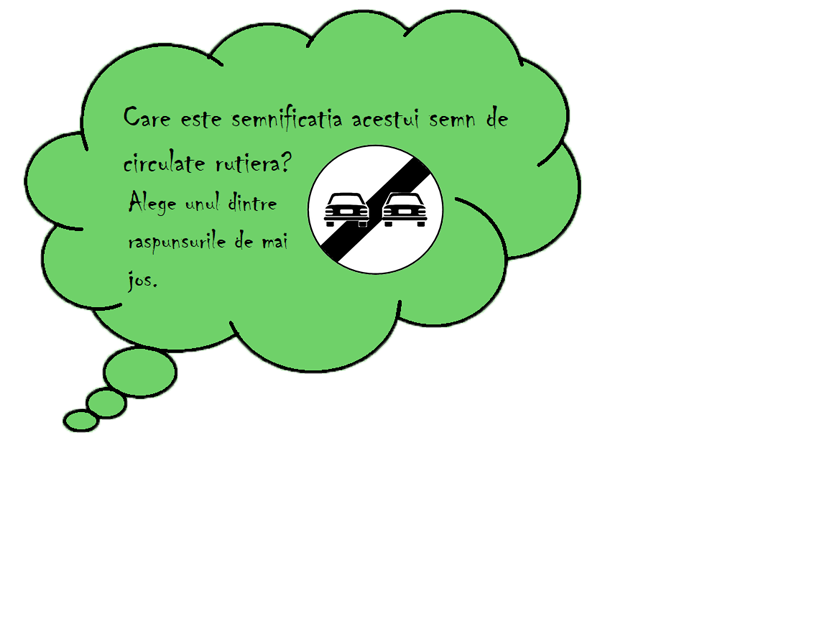 Care este semnificatia acestui semn de
circulate rutiera?
Alege unul dintre
raspunsurile de mai
jos.